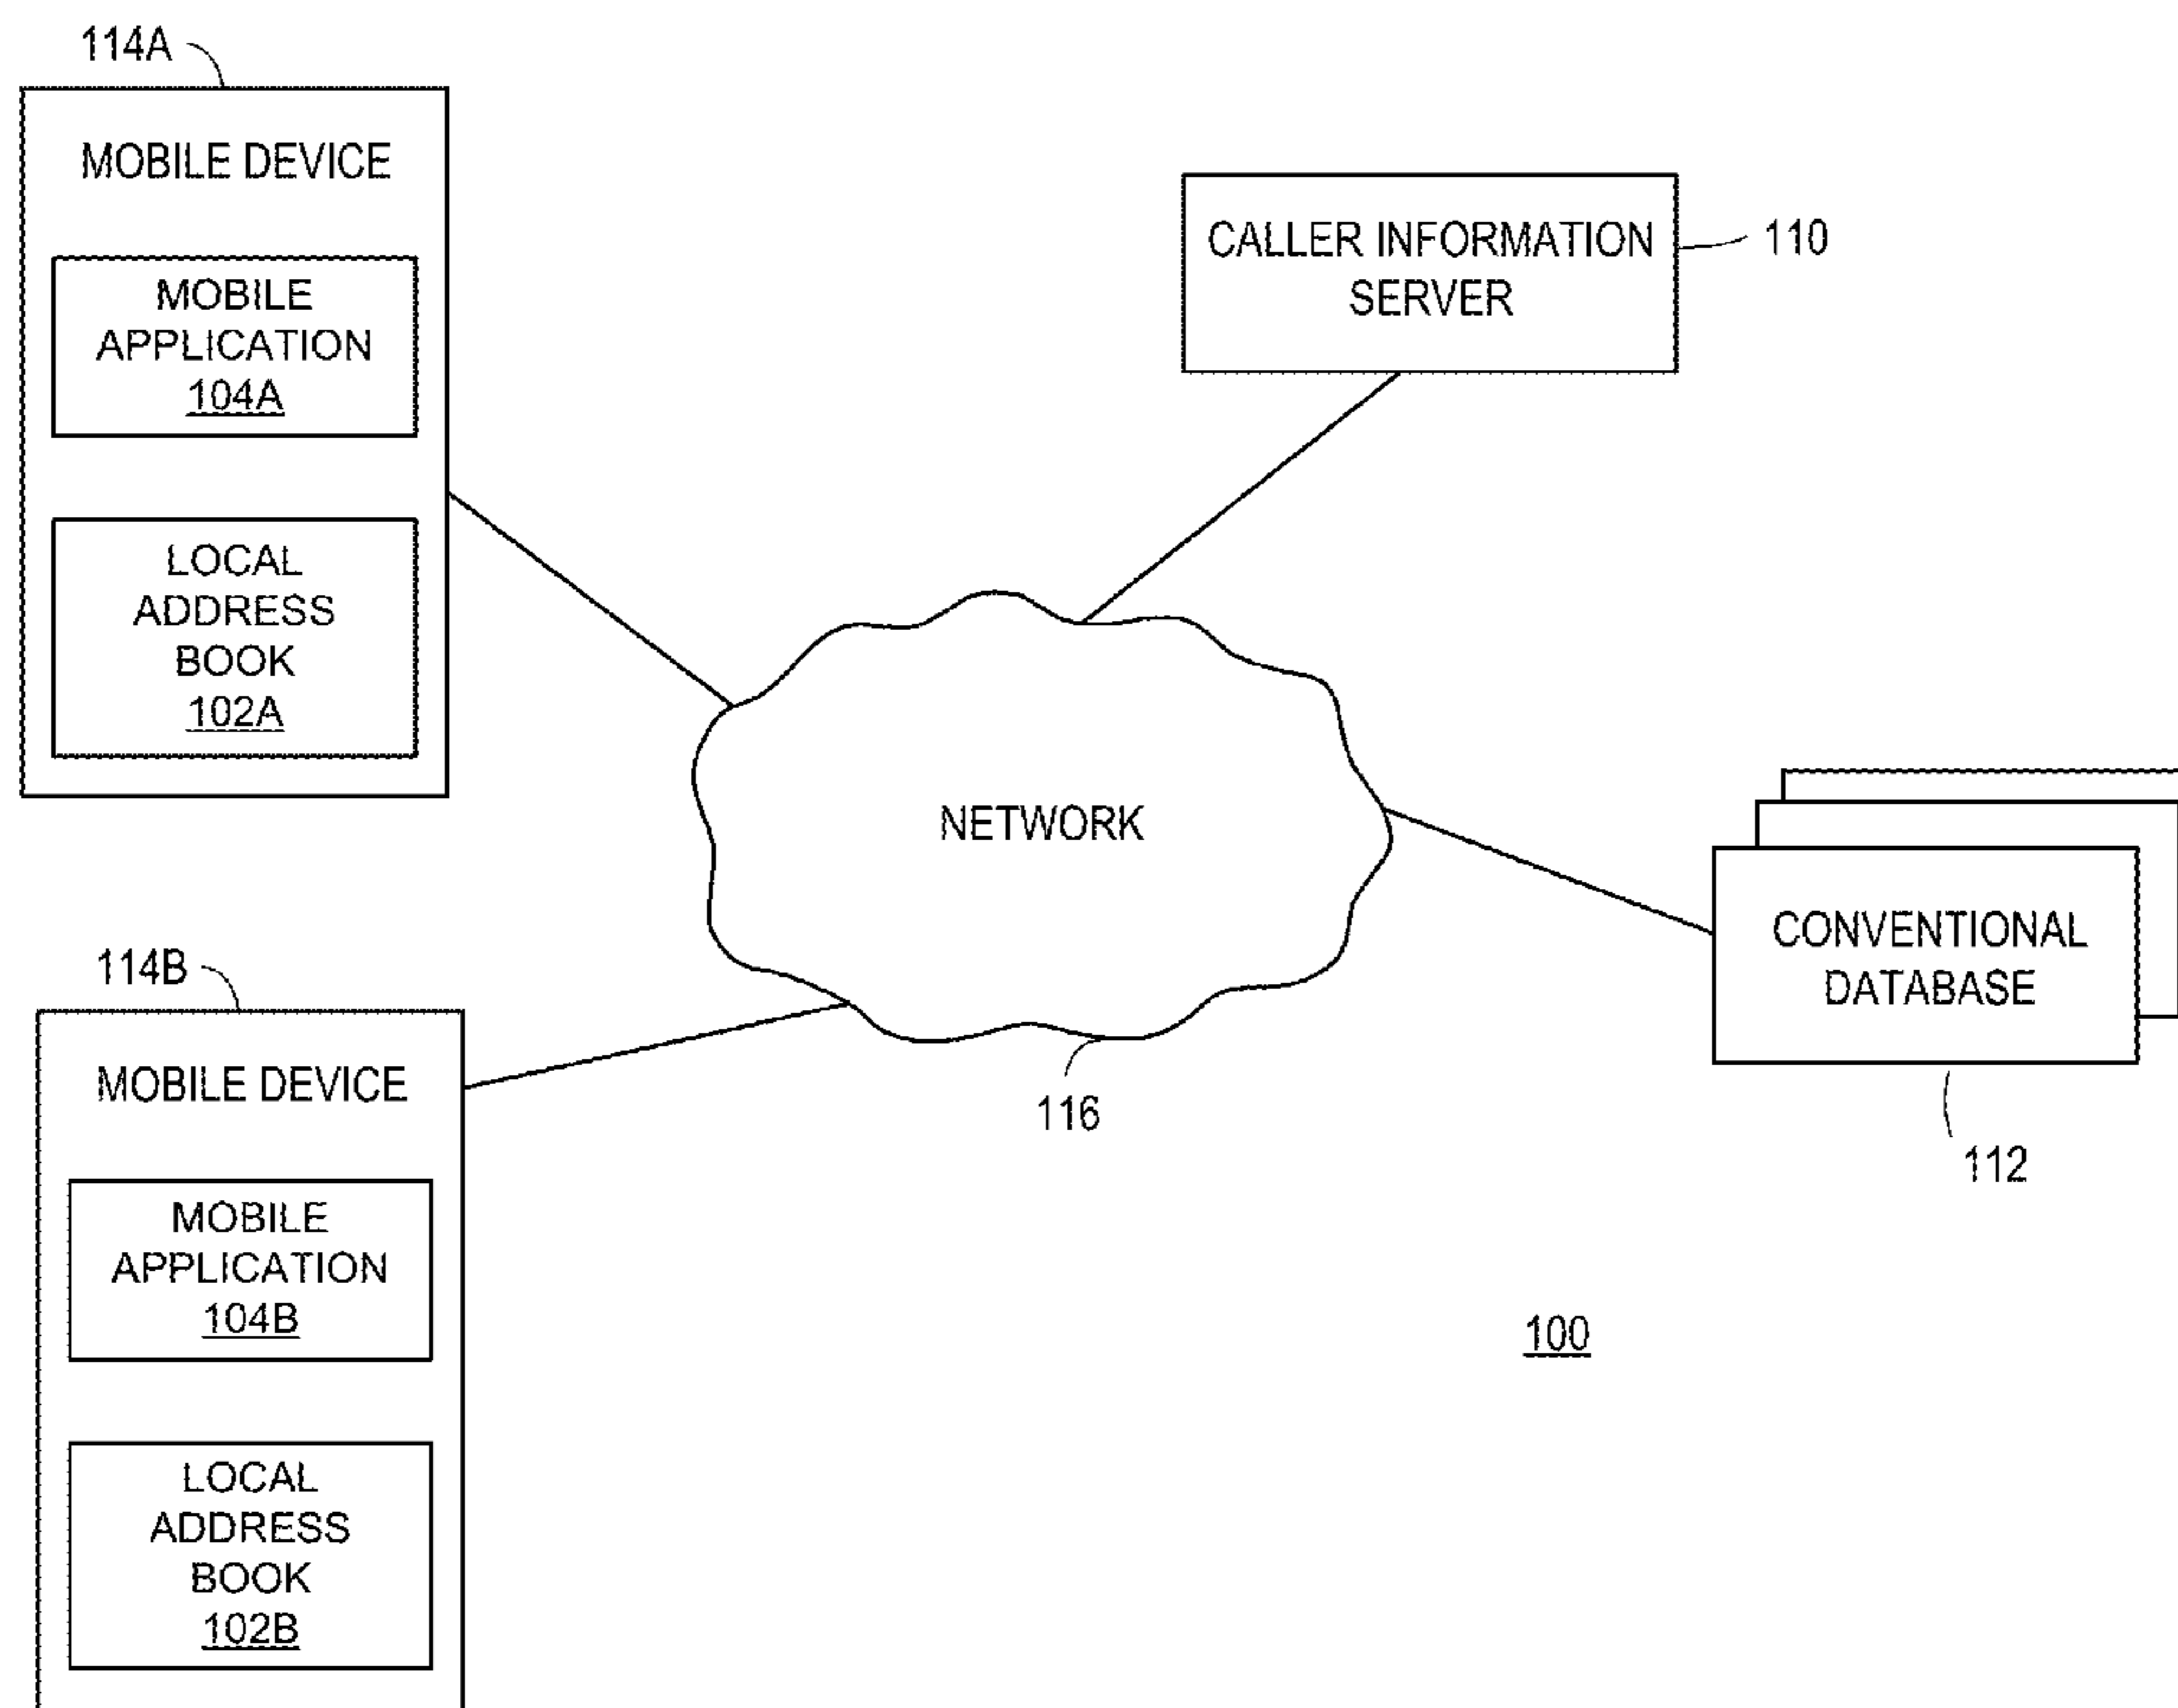 114A
MOBILE DEVICE
MOBILE
APPLICATION
104A
LOCAL
ADDRESS
BOOK
102A
CALLER INFORMATION
SERVER
110
NETWORK
116
CONVENTIONAL
DATABASE
112
114B
MOBILE DEVICE
MOBILE
APPLICATION
104B
LOCAL
ADDRESS
BOOK
102B
100